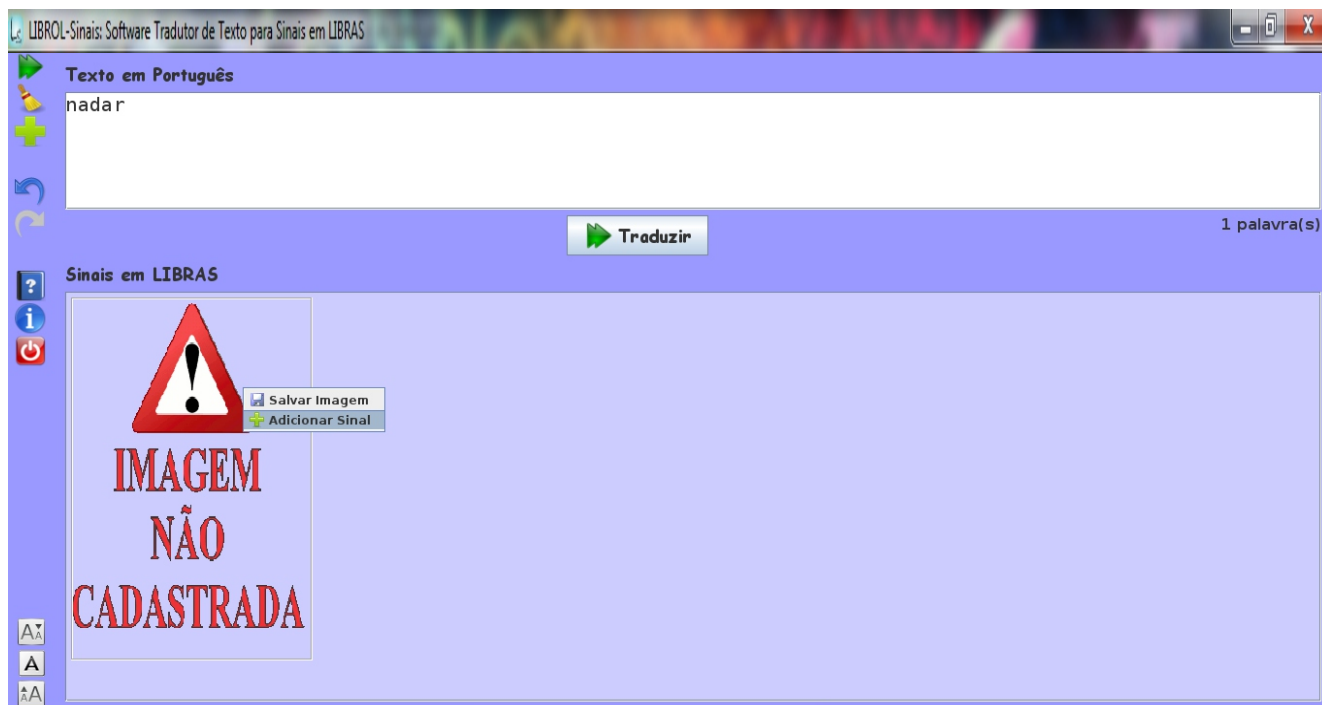 LIBROL-Sinais: Software Tradutor de Texto para Sinais em LIBRAS
Texto em Português
nadar
Traduzir
1 palavra(s)
Sinais em LIBRAS
Salvar Imagem
Adicionar Sinal
IMAGEM
NÃO
CADASTRADA